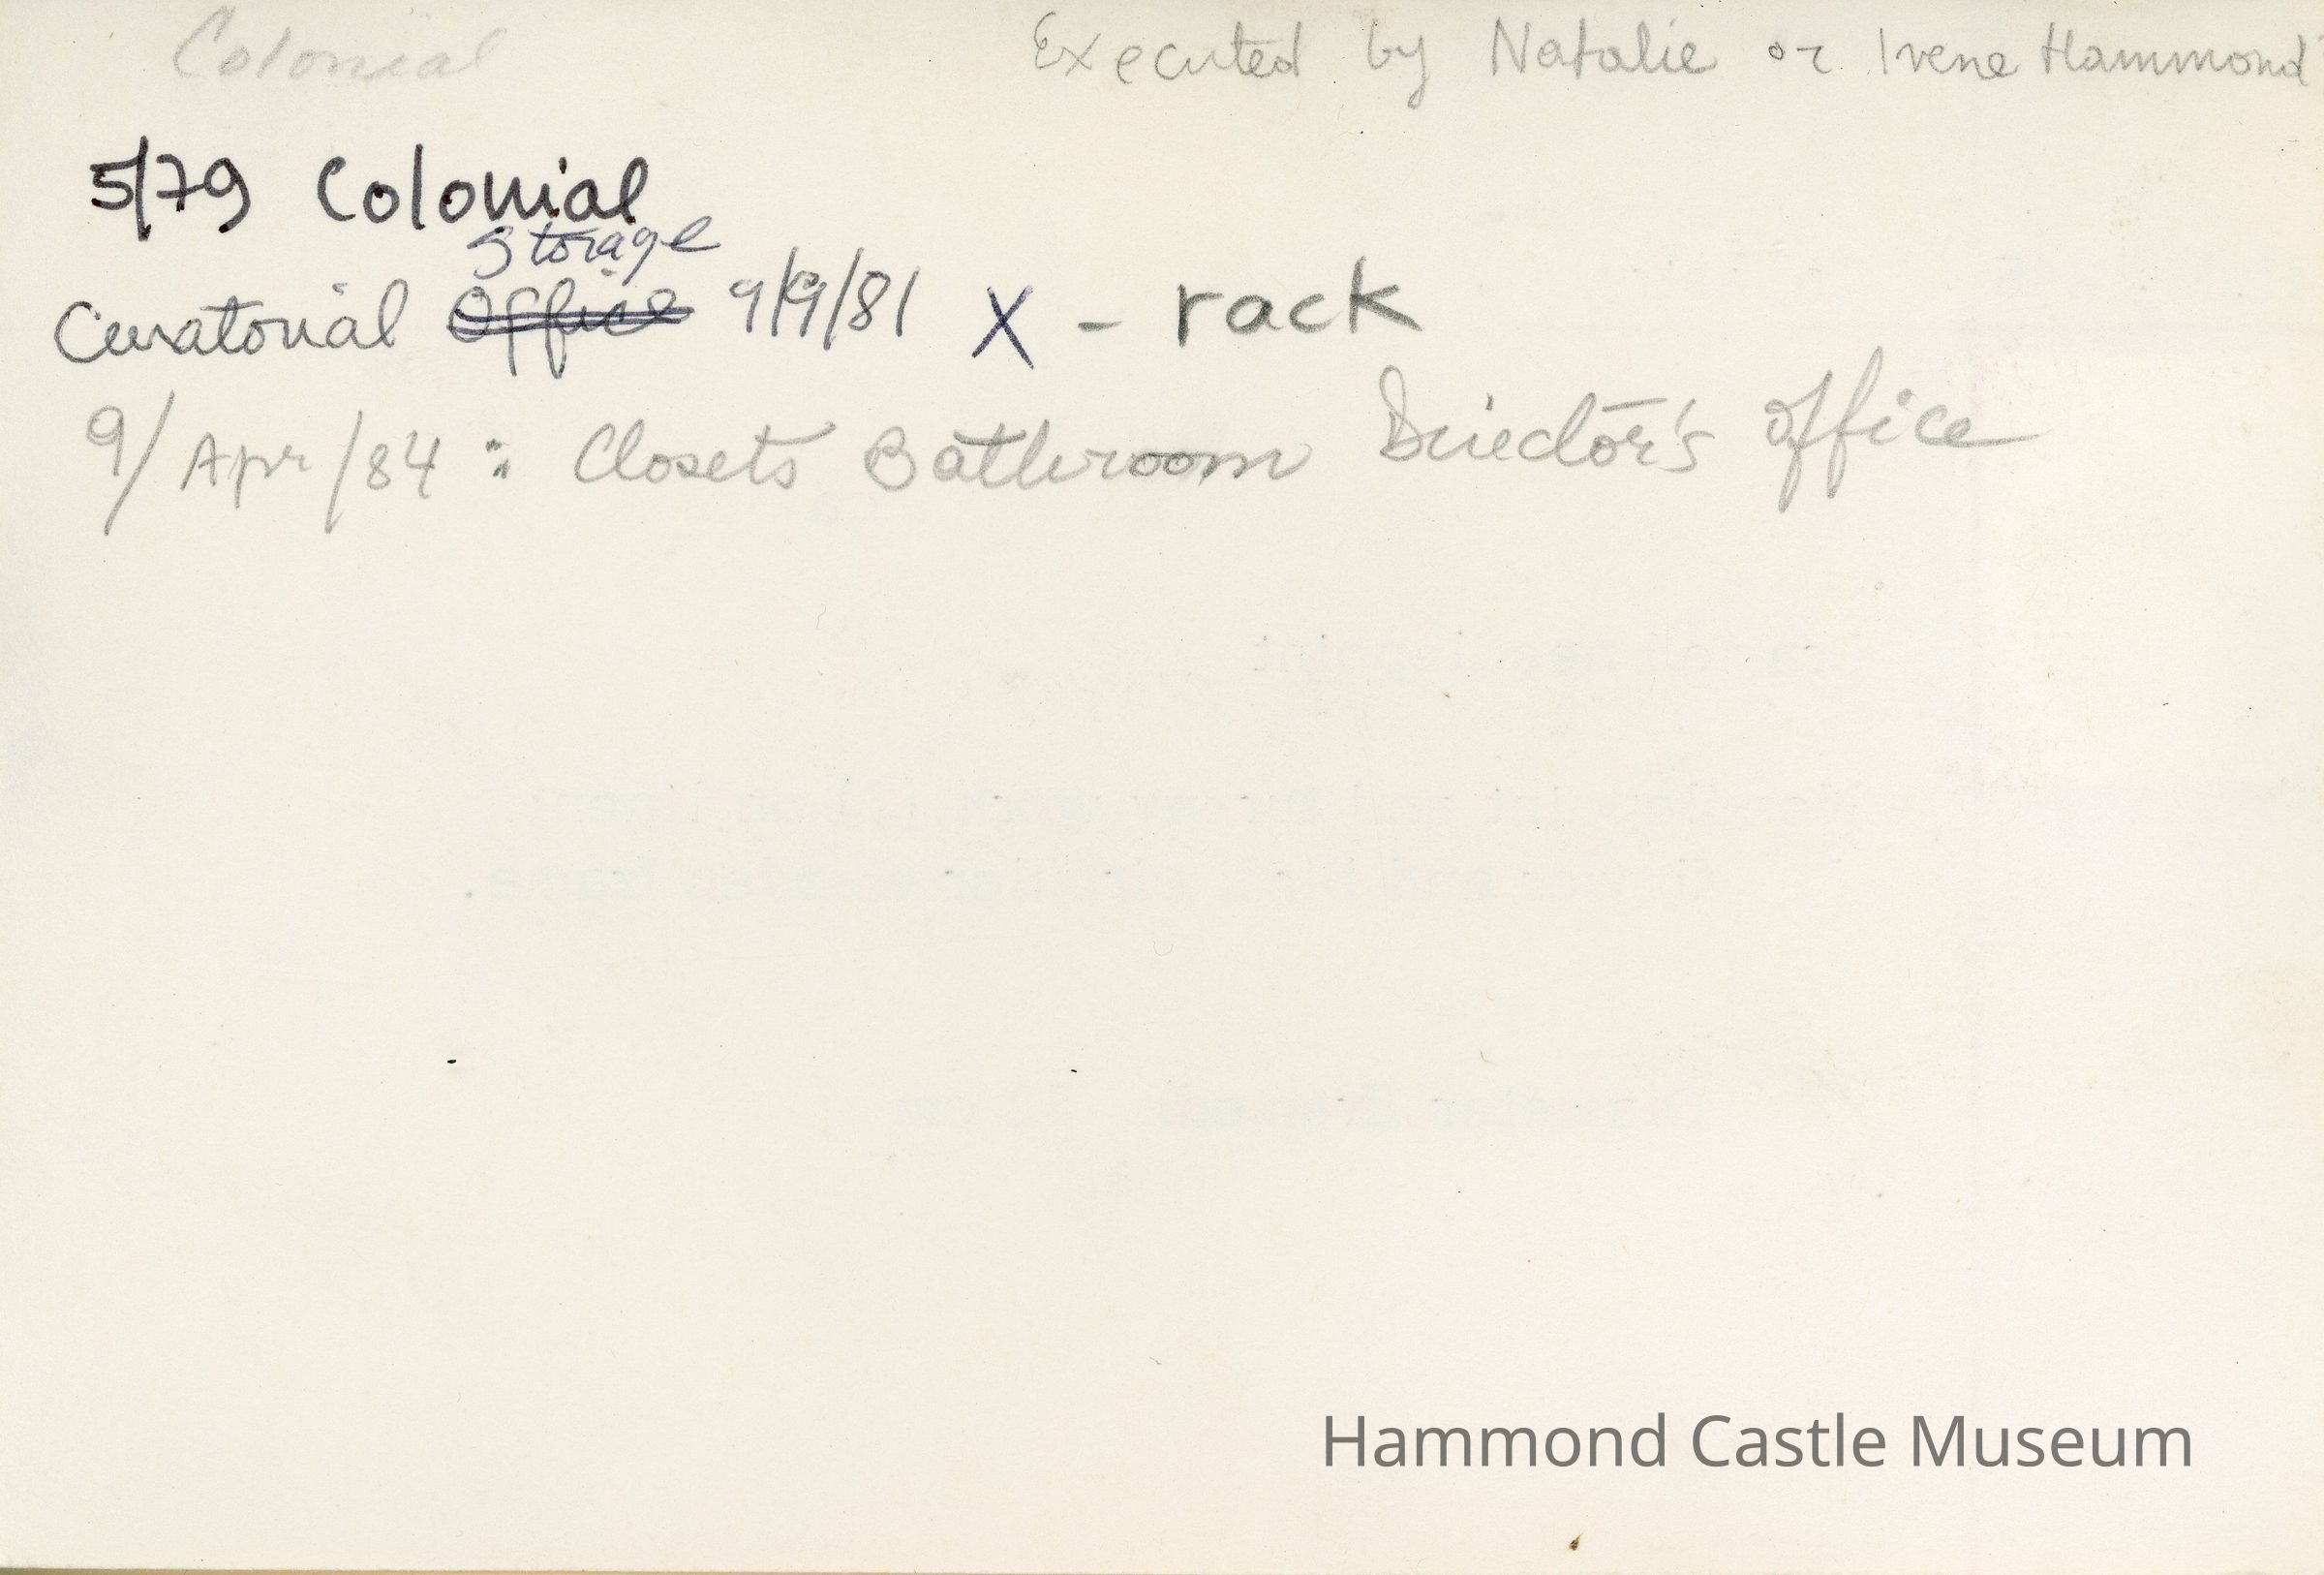 Colonial Executed by Natalie or Irene Hammond
5/79 Colonial
Storage
Curatorial Office 9/9/81 X - rack
9/Apr/84 : Closets Bathroom Director's Office
Hammond Castle Museum